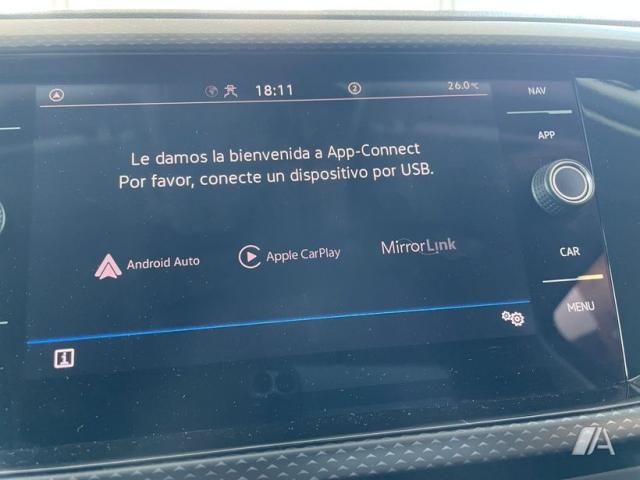 18:11
2
26.0°C
NAV
APP
Le damos la bienvenida a App-Connect
Por favor, conecte un dispositivo por USB.
Android Auto
Apple CarPlay
MirrorLink
CAR
MENU
i